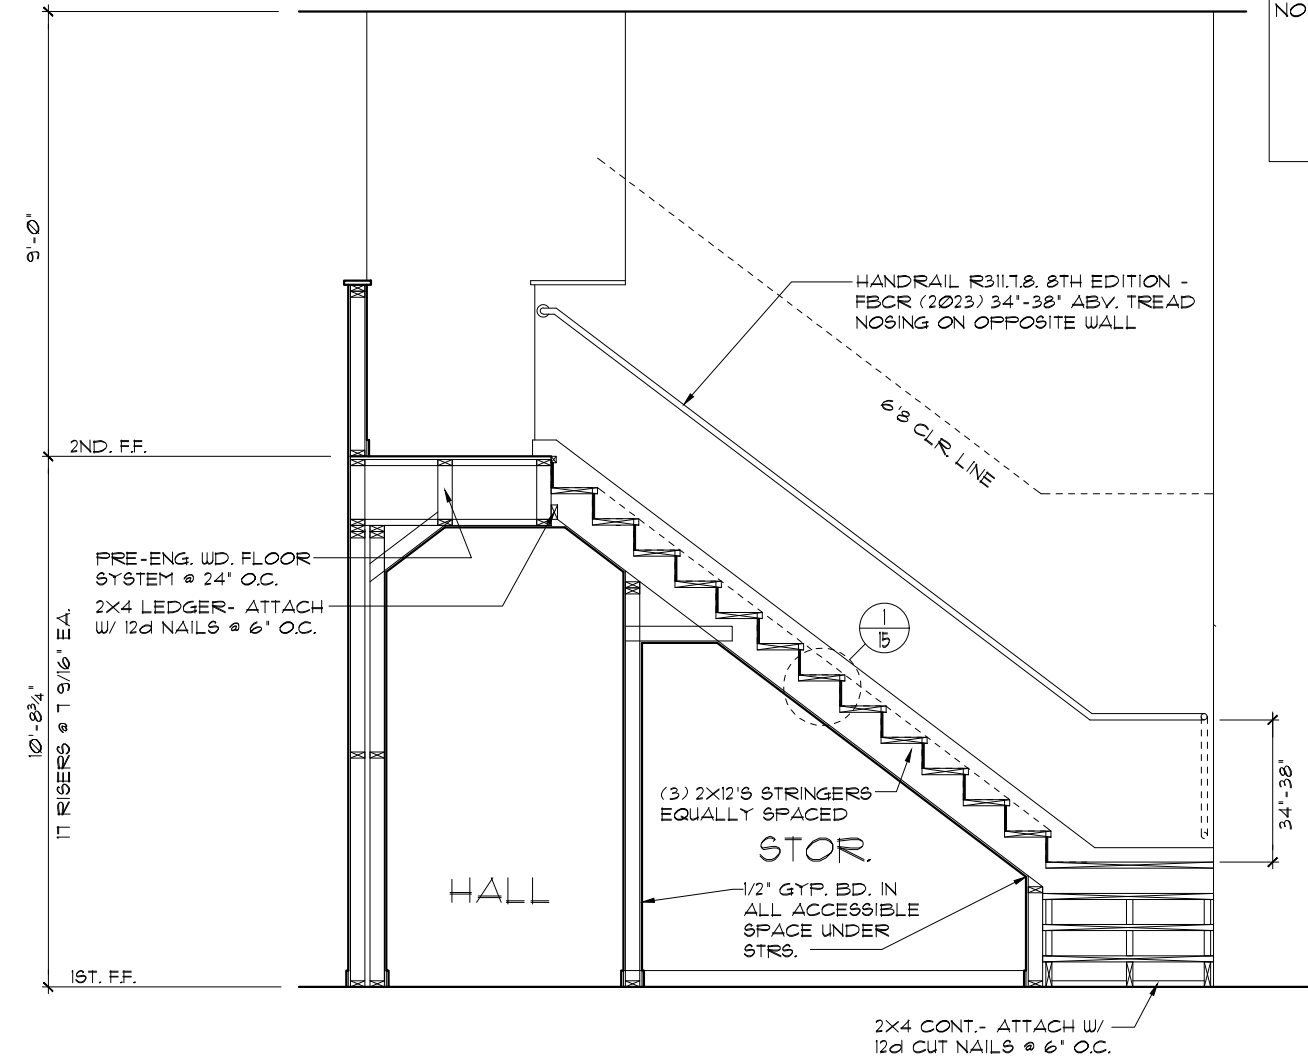 NO
9'-0"
HANDRAIL R311.7.8. 8TH EDITION -
FBCR (2023) 34"-38" ABV. TREAD
NOSING ON OPPOSITE WALL
6'8 CLR. LINE
2ND. F.F.
PRE-ENG. WD. FLOOR
SYSTEM @ 24" O.C.
2X4 LEDGER- ATTACH
W/ 12d NAILS @ 6" O.C.
1
15
10'-8¾"
17 RISERS @ 7 9/16" EA.
(3) 2X12'S STRINGERS
EQUALLY SPACED
34"-38"
STOR.
HALL
1/2" GYP. BD. IN
ALL ACCESSIBLE
SPACE UNDER
STRS.
1ST. F.F.
2X4 CONT.- ATTACH W/
12d CUT NAILS @ 6" O.C.